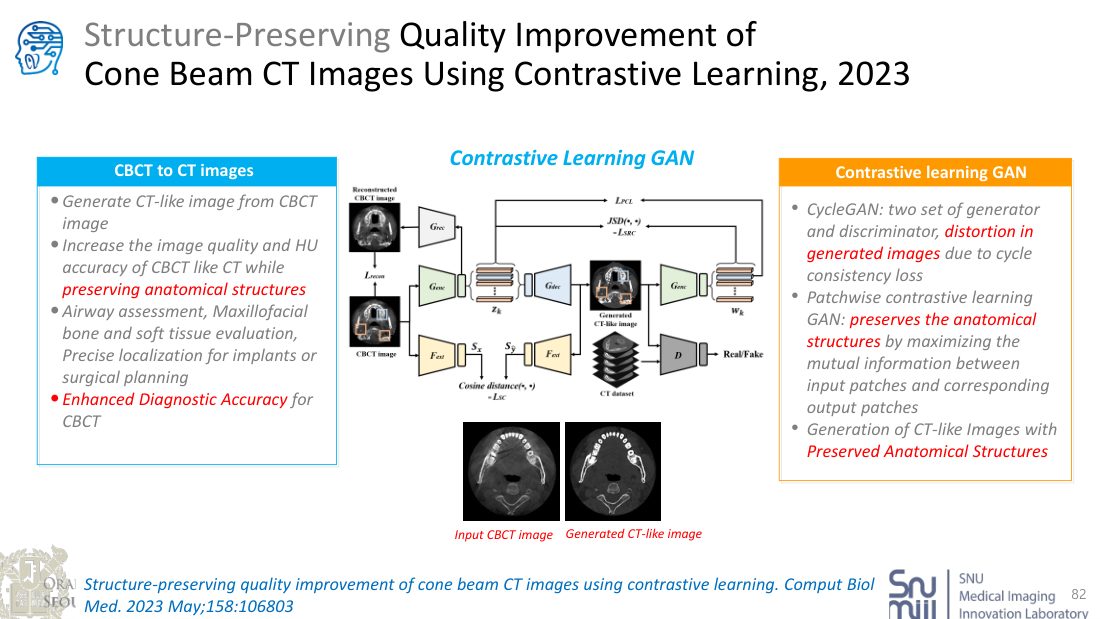 Structure-Preserving Quality Improvement of
Cone Beam CT Images Using Contrastive Learning, 2023
CBCT to CT images
• Generate CT-like image from CBCT
image
• Increase the image quality and HU
accuracy of CBCT like CT while
preserving anatomical structures
• Airway assessment, Maxillofacial
bone and soft tissue evaluation,
Precise localization for implants or
surgical planning
• Enhanced Diagnostic Accuracy for
CBCT
Contrastive Learning GAN
Reconstructed
CBCT image
Grec
Lrecon
CBCT image
Genc
zk
Gdec
Generated
CT-like image
Genc
wk
LPCL
JSD(•, •)
-LSRC
Fext
Sx
Sŷ
Fext
Cosine distance(•, •)
-LSC
CT dataset
D
Real/Fake
Input CBCT image
Generated CT-like image
Contrastive learning GAN
• CycleGAN: two set of generator
and discriminator, distortion in
generated images due to cycle
consistency loss
• Patchwise contrastive learning
GAN: preserves the anatomical
structures by maximizing the
mutual information between
input patches and corresponding
output patches
• Generation of CT-like Images with
Preserved Anatomical Structures
Structure-preserving quality improvement of cone beam CT images using contrastive learning. Comput Biol
Med. 2023 May;158:106803
SNU
Medical Imaging
Innovation Laboratory
82